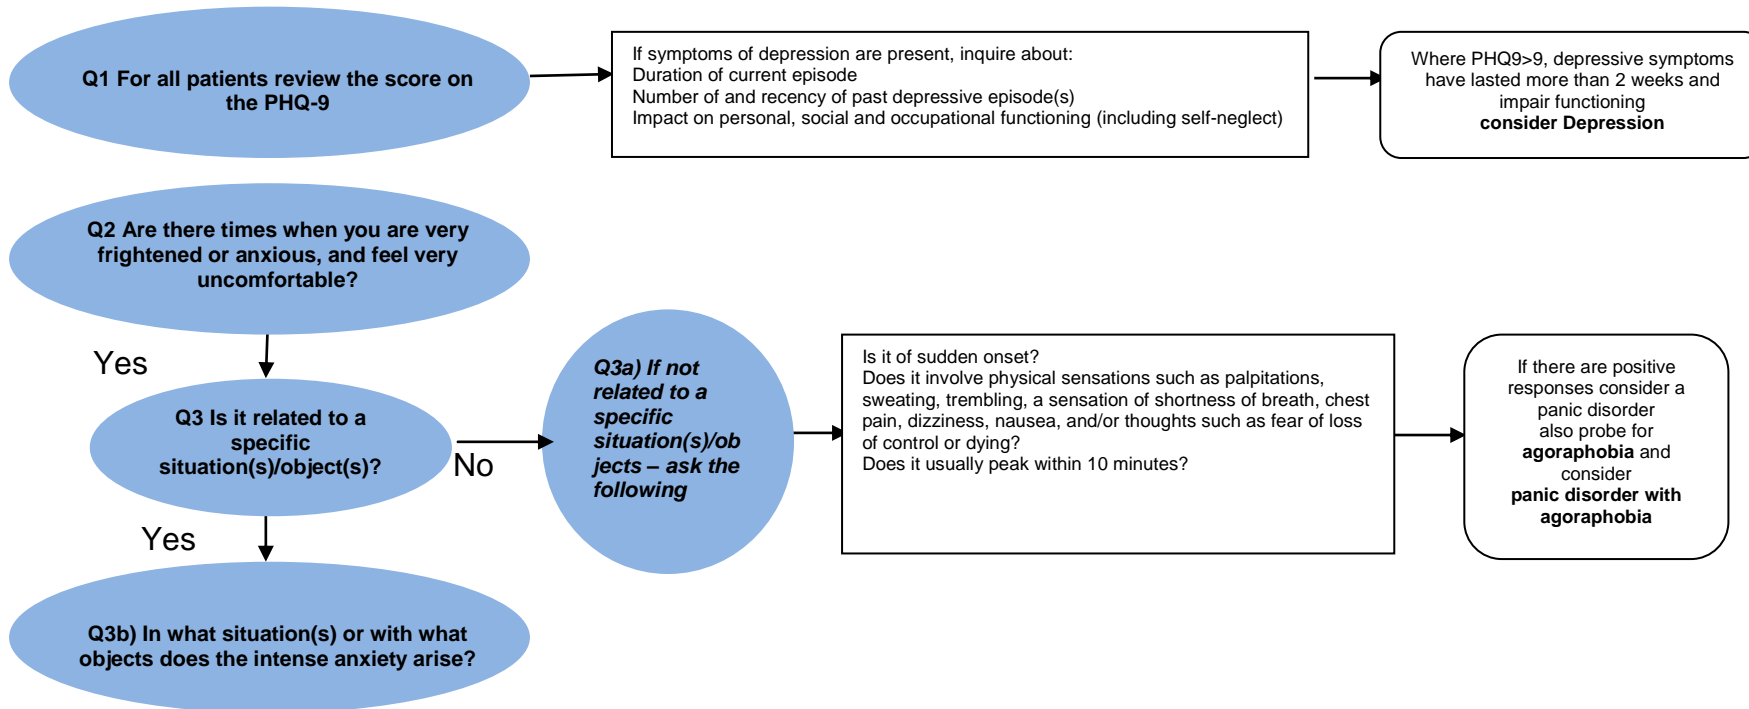 Q1 For all patients review the score on
the PHQ-9
If symptoms of depression are present, inquire about:
Duration of current episode
Number of and recency of past depressive episode(s)
Impact on personal, social and occupational functioning (including self-neglect)
Where PHQ9>9, depressive symptoms
have lasted more than 2 weeks and
impair functioning
consider Depression
Q2 Are there times when you are very
frightened or anxious, and feel very
uncomfortable?
Yes
Q3 Is it related to a
specific
situation(s)/object(s)?
No
Q3a) If not
related to a
specific
situation(s)/ob
jects – ask the
following
Is it of sudden onset?
Does it involve physical sensations such as palpitations,
sweating, trembling, a sensation of shortness of breath, chest
pain, dizziness, nausea, and/or thoughts such as fear of loss
of control or dying?
Does it usually peak within 10 minutes?
If there are positive
responses consider a
panic disorder
also probe for
agoraphobia and
consider
panic disorder with
agoraphobia
Yes
Q3b) In what situation(s) or with what
objects does the intense anxiety arise?